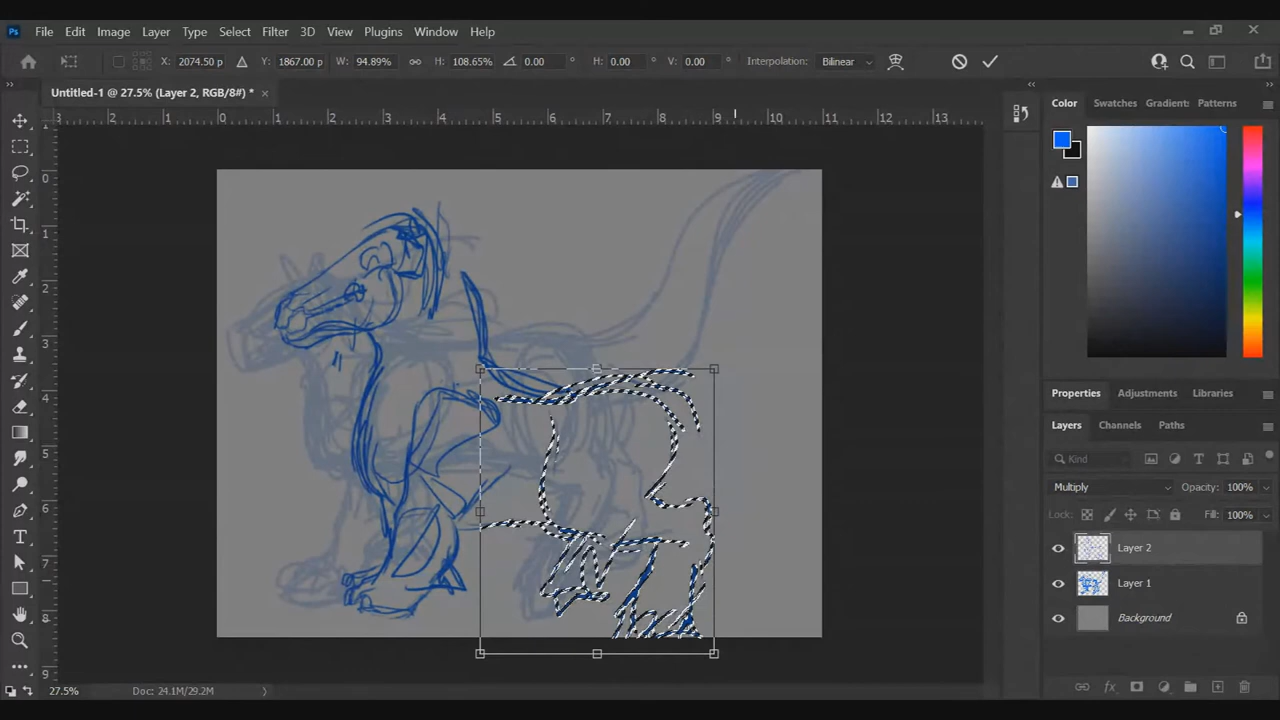 Ps File Edit Image Layer Type Select Filter 3D View Plugins Window Help
X: 2074.50 p Y: 1867.00 p W: 94.89% H: 108.65% 0.00 ° H: 0.00 ° V: 0.00 ° Interpolation: Bilinear
Untitled-1 @ 27.5% (Layer 2, RGB/8#) * ×
3 2 1 0 1 2 3 4 5 6 7 8 9 10 11 12 13
1
0
1
2
3
4
5
6
7
8
9
Color Swatches Gradient: Patterns
Properties Adjustments Libraries
Layers Channels Paths
Kind
Multiply Opacity: 100%
Lock: Fill: 100%
Layer 2
Layer 1
Background
27.5% Doc: 24.1M/29.2M